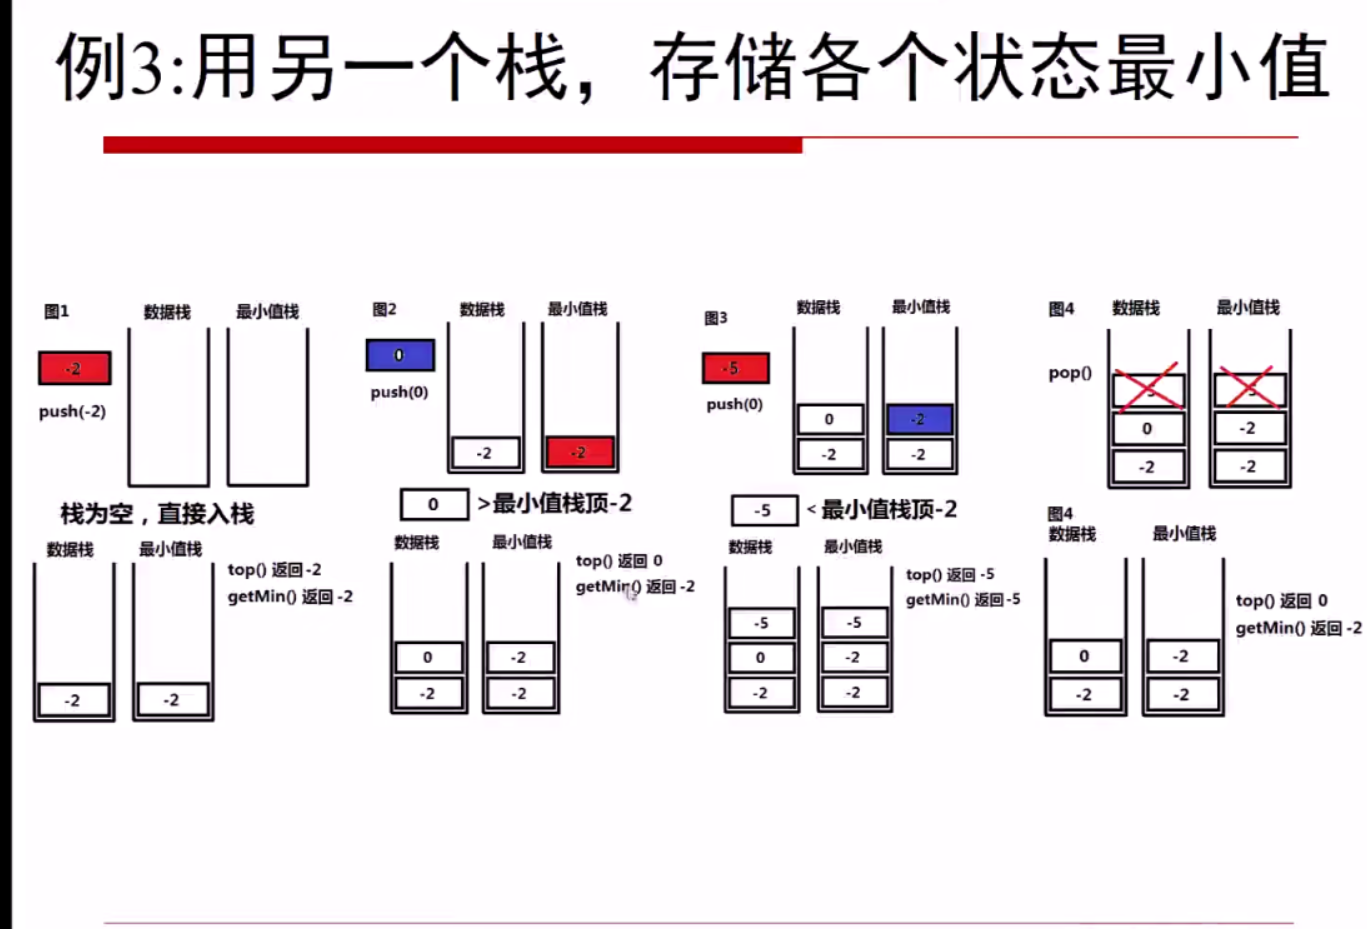 例3:用另一个栈，存储各个状态最小值
图1
数据栈 最小值栈
-2
push(-2)
栈为空，直接入栈
数据栈 最小值栈
top() 返回 -2
getMin() 返回 -2
-2 -2
图2
数据栈 最小值栈
0
push(0)
-2 -2
0 >最小值栈顶-2
数据栈 最小值栈
top() 返回 0
getMin() 返回 -2
0 -2
-2 -2
图3
数据栈 最小值栈
-5
push(0)
0 -2
-2 -2
-5 < 最小值栈顶-2
数据栈 最小值栈
top() 返回 -5
getMin() 返回 -5
-5 -5
0 -2
-2 -2
图4
数据栈 最小值栈
pop()
0 -2
-2 -2
图4
数据栈 最小值栈
top() 返回 0
getMin() 返回 -2
0 -2
-2 -2